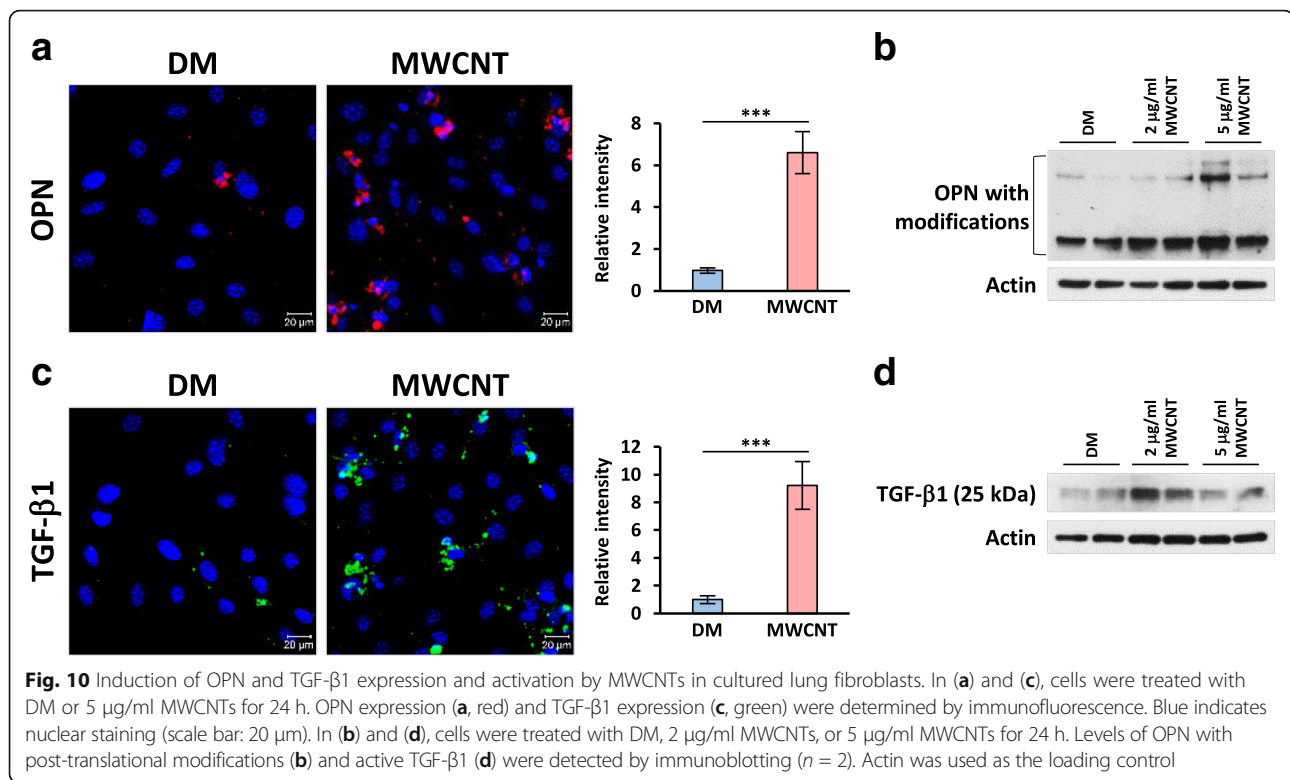 a
DM
MWCNT
OPN
20 µm
20 µm
Relative intensity
8
6
4
2
0
***
DM
MWCNT
b
DM
2 µg/ml
MWCNT
5 µg/ml
MWCNT
OPN with
modifications
Actin
c
DM
MWCNT
TGF-β1
20 µm
20 µm
Relative intensity
12
10
8
6
4
2
0
***
DM
MWCNT
d
DM
2 µg/ml
MWCNT
5 µg/ml
MWCNT
TGF-β1 (25 kDa)
Actin
Fig. 10 Induction of OPN and TGF-β1 expression and activation by MWCNTs in cultured lung fibroblasts. In (a) and (c), cells were treated with
DM or 5 µg/ml MWCNTs for 24 h. OPN expression (a, red) and TGF-β1 expression (c, green) were determined by immunofluorescence. Blue indicates
nuclear staining (scale bar: 20 µm). In (b) and (d), cells were treated with DM, 2 µg/ml MWCNTs, or 5 µg/ml MWCNTs for 24 h. Levels of OPN with
post-translational modifications (b) and active TGF-β1 (d) were detected by immunoblotting (n = 2). Actin was used as the loading control